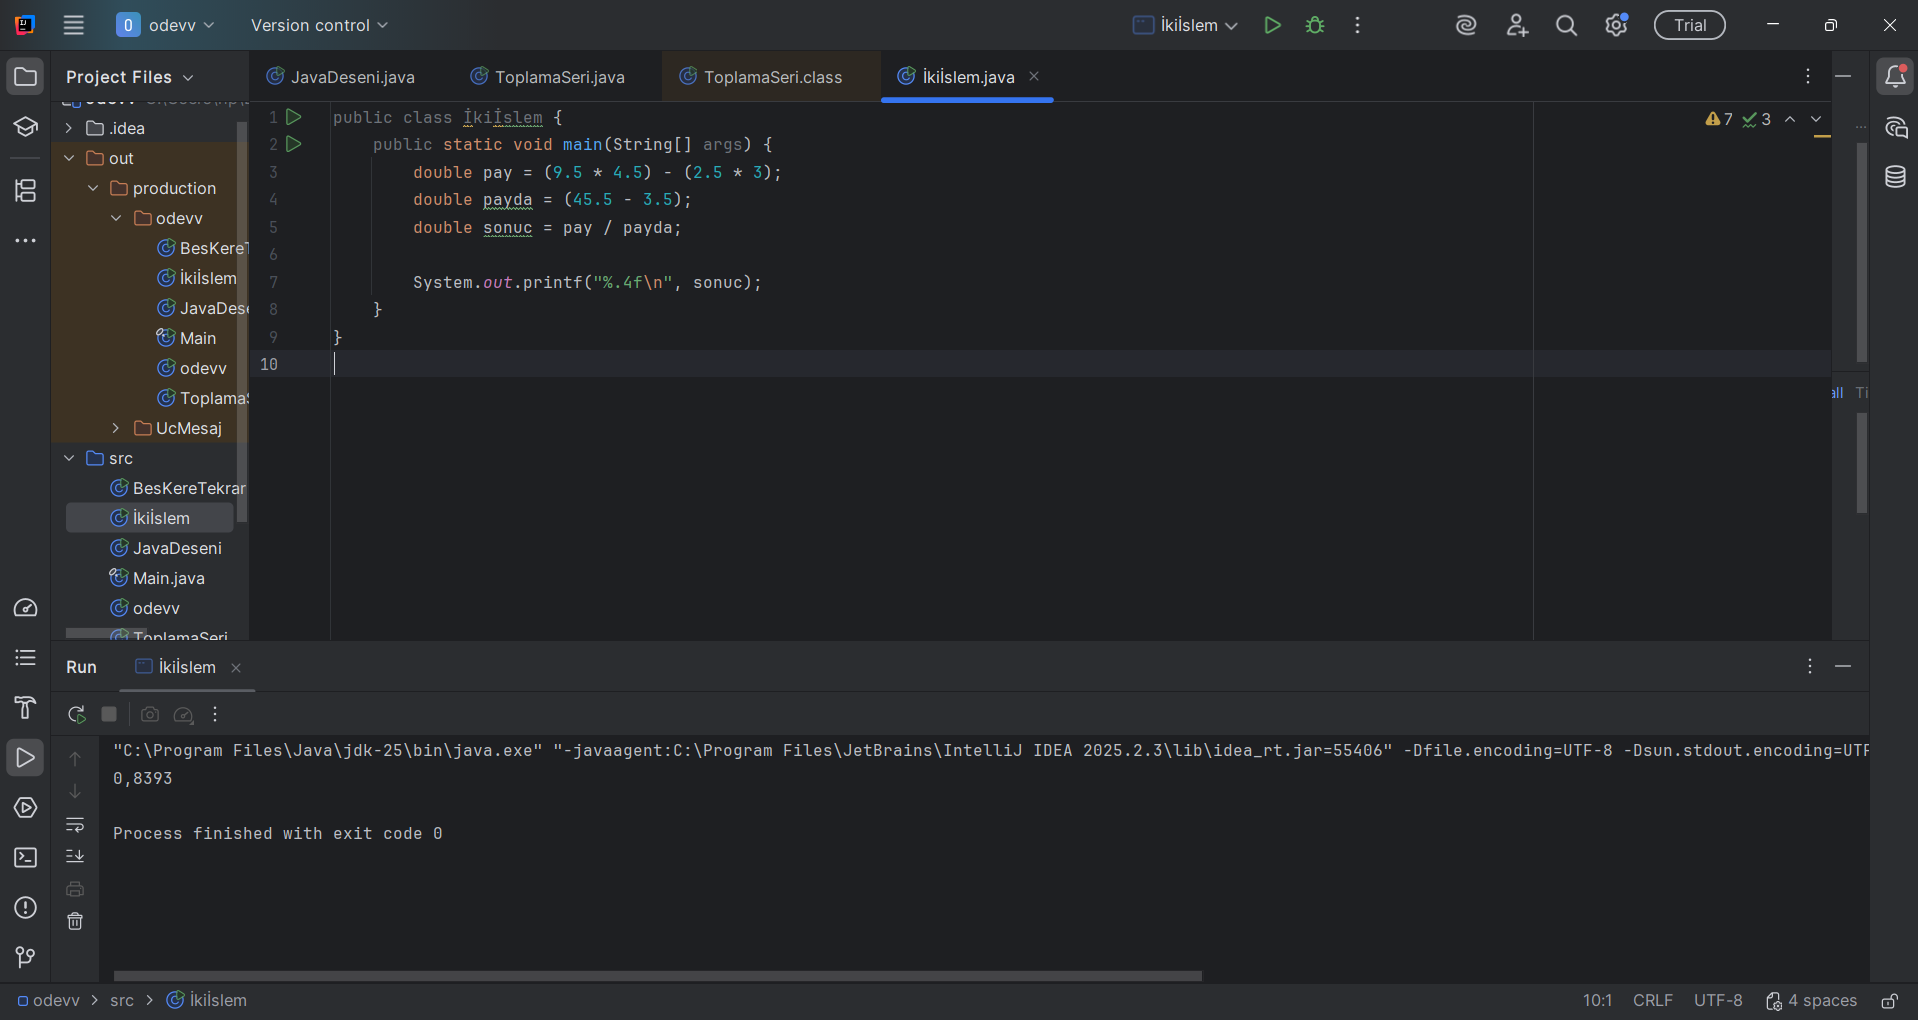 odevv
Version control
İkiİslem
Trial
Project Files
JavaDeseni.java
ToplamaSeri.java
ToplamaSeri.class
İkiİslem.java
.idea
out
production
odevv
BesKereT
İkiİslem
JavaDese
Main
odevv
ToplamaS
UcMesaj
src
BesKereTekrar
İkiİslem
JavaDeseni
Main.java
odevv
ToplamaSeri
1 public class İkiİslem {
2 public static void main(String[] args) {
3 double pay = (9.5 * 4.5) - (2.5 * 3);
4 double payda = (45.5 - 3.5);
5 double sonuc = pay / payda;
6
7 System.out.printf("%.4f\n", sonuc);
8 }
9 }
10
7 3
Run
İkiİslem
"C:\Program Files\Java\jdk-25\bin\java.exe" "-javaagent:C:\Program Files\JetBrains\IntelliJ IDEA 2025.2.3\lib\idea_rt.jar=55406" -Dfile.encoding=UTF-8 -Dsun.stdout.encoding=UTF
0,8393
Process finished with exit code 0
odevv > src > İkiİslem
10:1 CRLF UTF-8 4 spaces